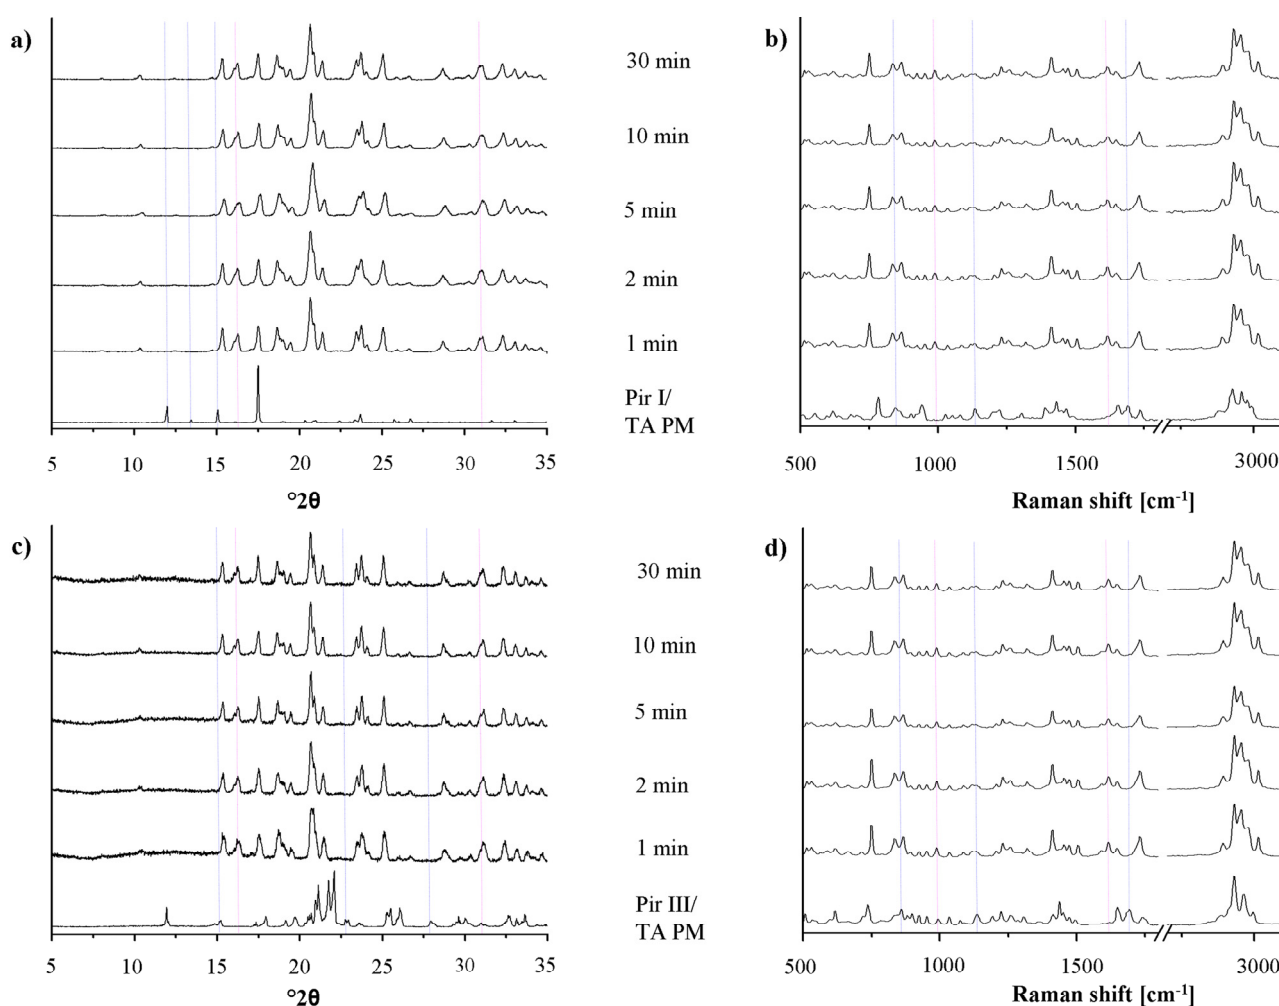 a)
30 min
10 min
5 min
2 min
1 min
Pir I/
TA PM
5 10 15 20 25 30 35
°2θ
b)
500 1000 1500 3000
Raman shift [cm-1]
c)
30 min
10 min
5 min
2 min
1 min
Pir III/
TA PM
5 10 15 20 25 30 35
°2θ
d)
500 1000 1500 3000
Raman shift [cm-1]